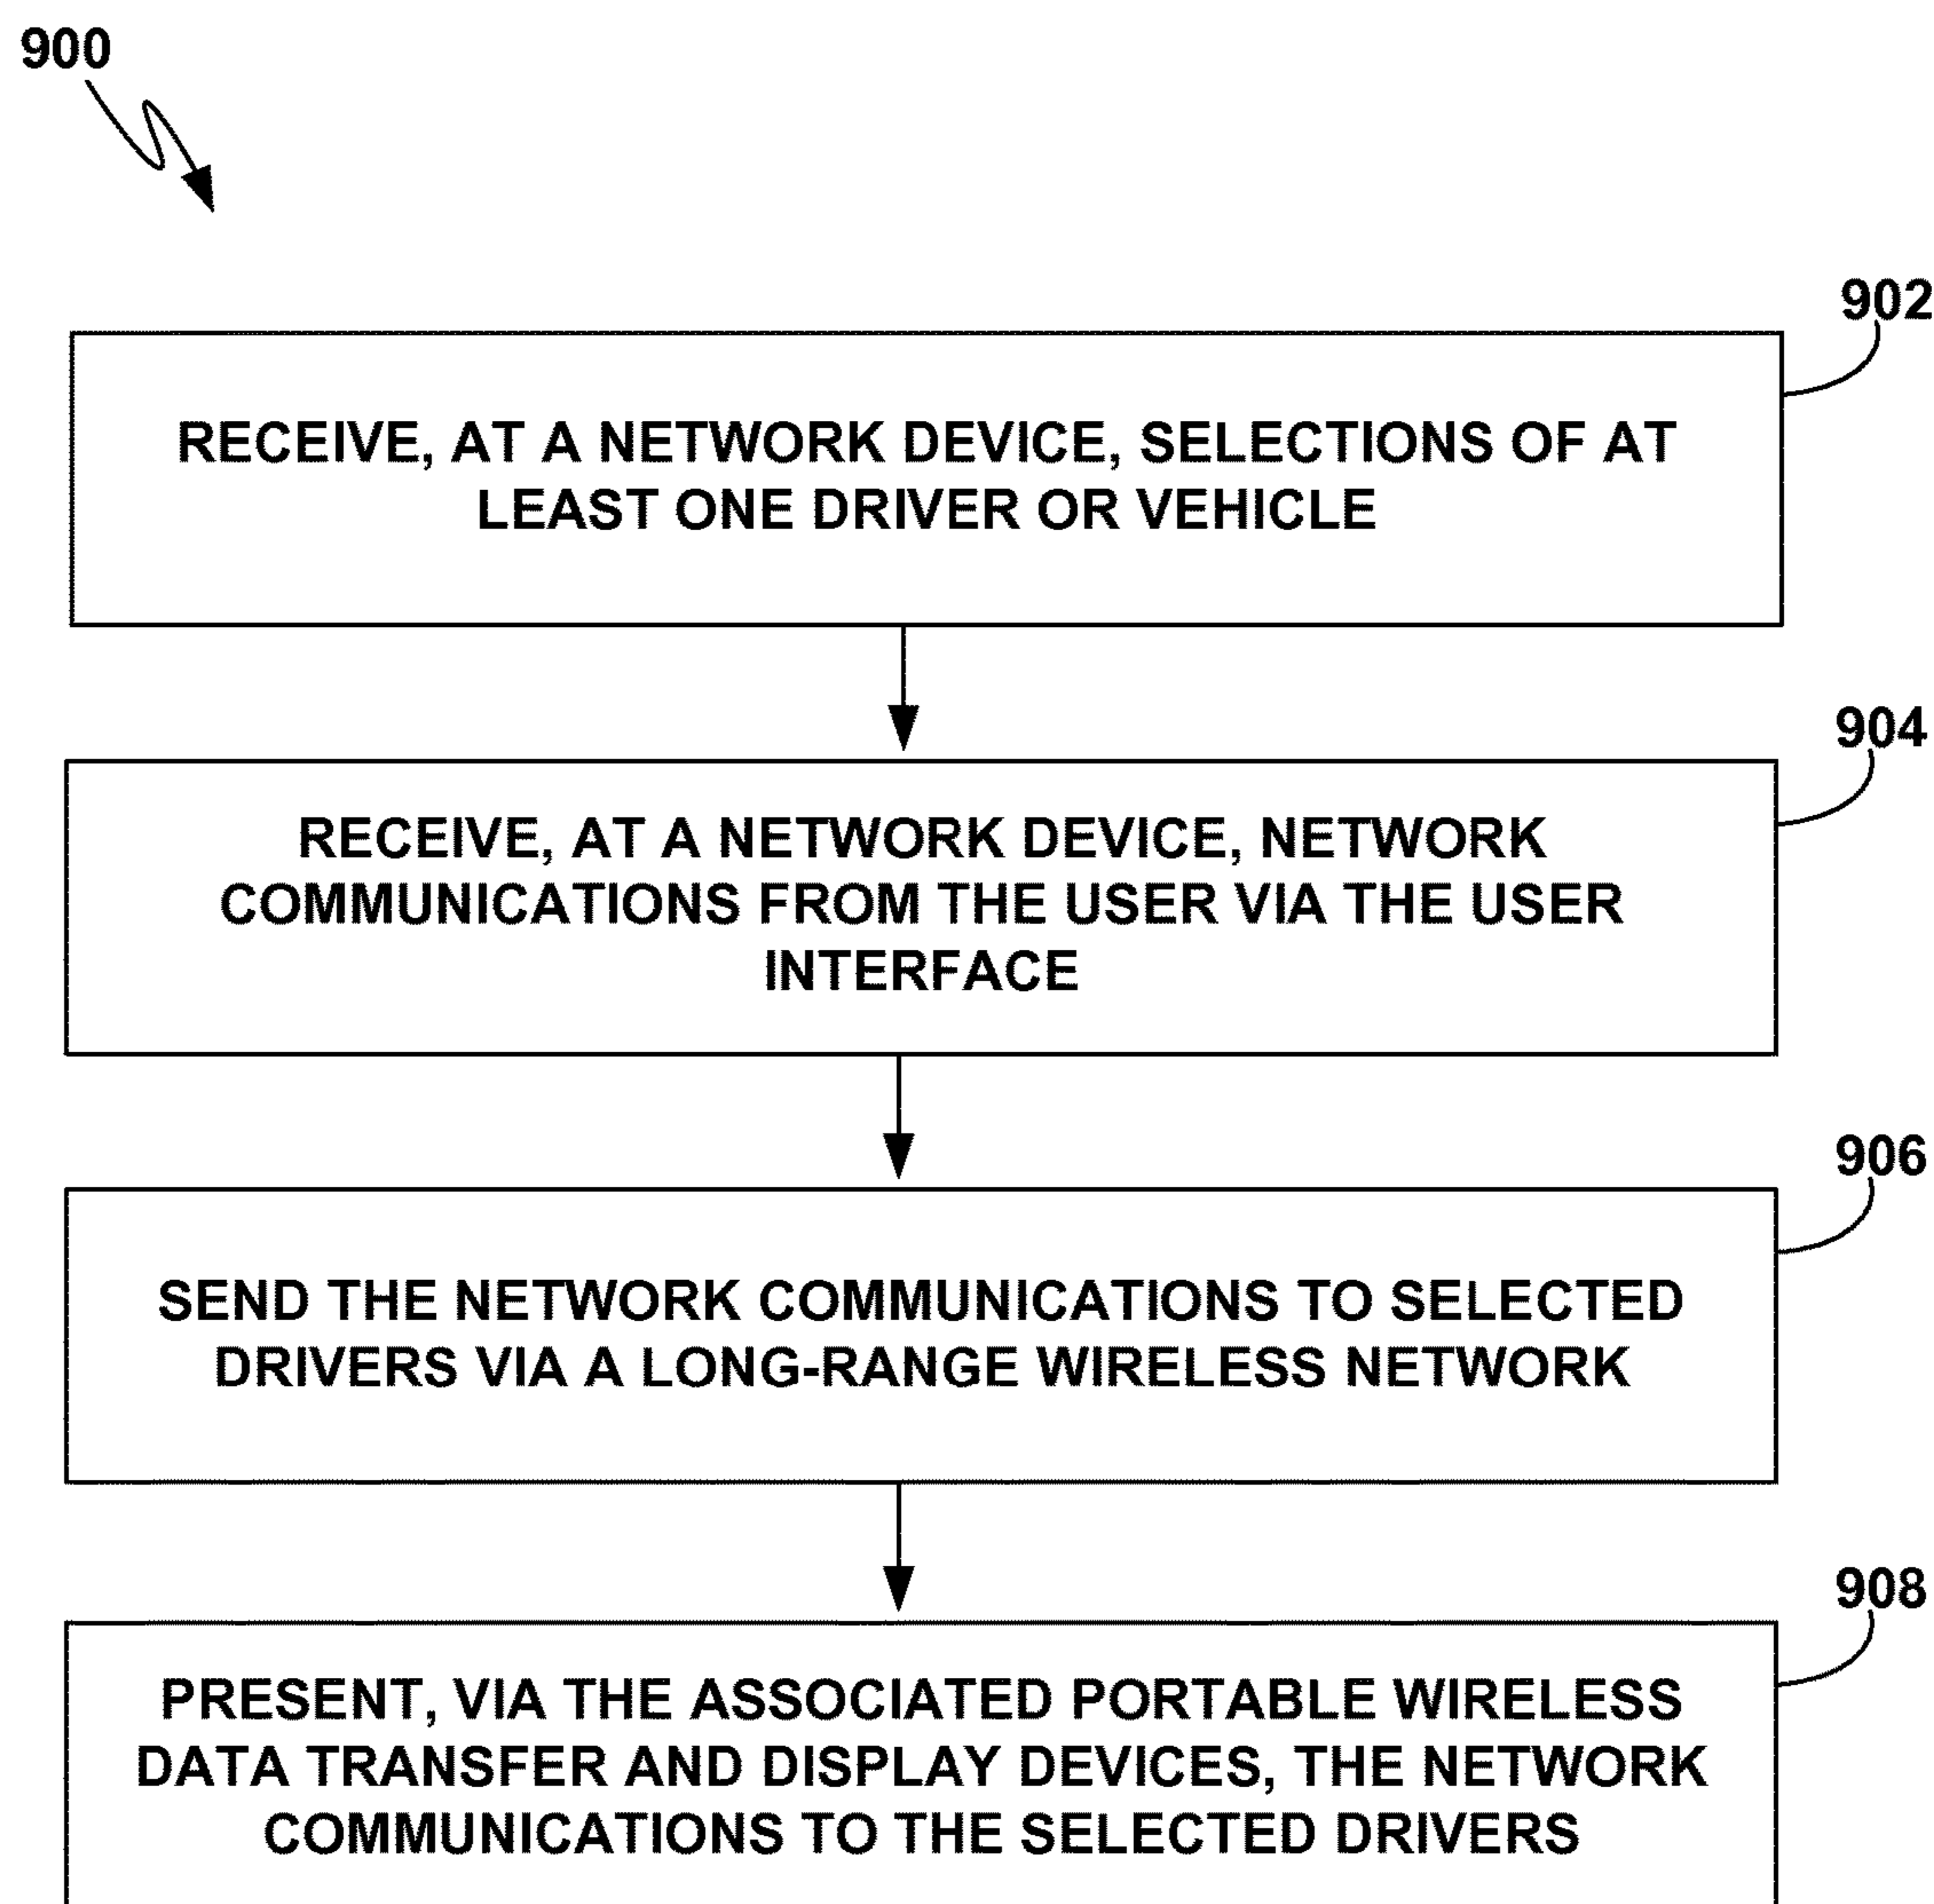 900
902
RECEIVE, AT A NETWORK DEVICE, SELECTIONS OF AT
LEAST ONE DRIVER OR VEHICLE
904
RECEIVE, AT A NETWORK DEVICE, NETWORK
COMMUNICATIONS FROM THE USER VIA THE USER
INTERFACE
906
SEND THE NETWORK COMMUNICATIONS TO SELECTED
DRIVERS VIA A LONG-RANGE WIRELESS NETWORK
908
PRESENT, VIA THE ASSOCIATED PORTABLE WIRELESS
DATA TRANSFER AND DISPLAY DEVICES, THE NETWORK
COMMUNICATIONS TO THE SELECTED DRIVERS